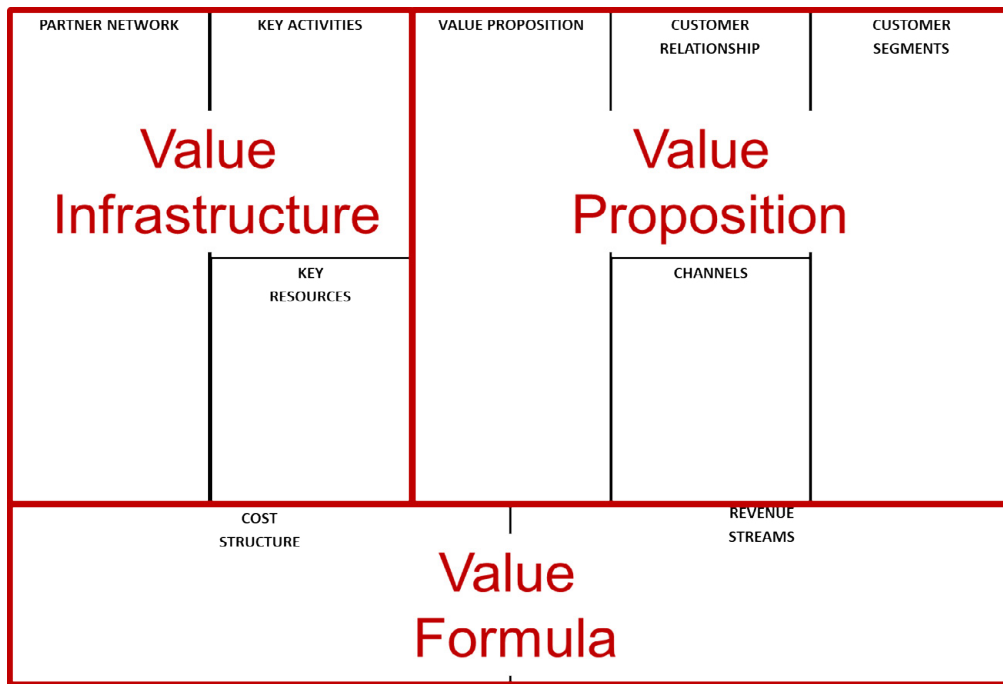 PARTNER NETWORK
KEY ACTIVITIES
VALUE PROPOSITION
CUSTOMER
RELATIONSHIP
CUSTOMER
SEGMENTS
Value
Infrastructure
Value
Proposition
KEY
RESOURCES
CHANNELS
COST
STRUCTURE
REVENUE
STREAMS
Value
Formula